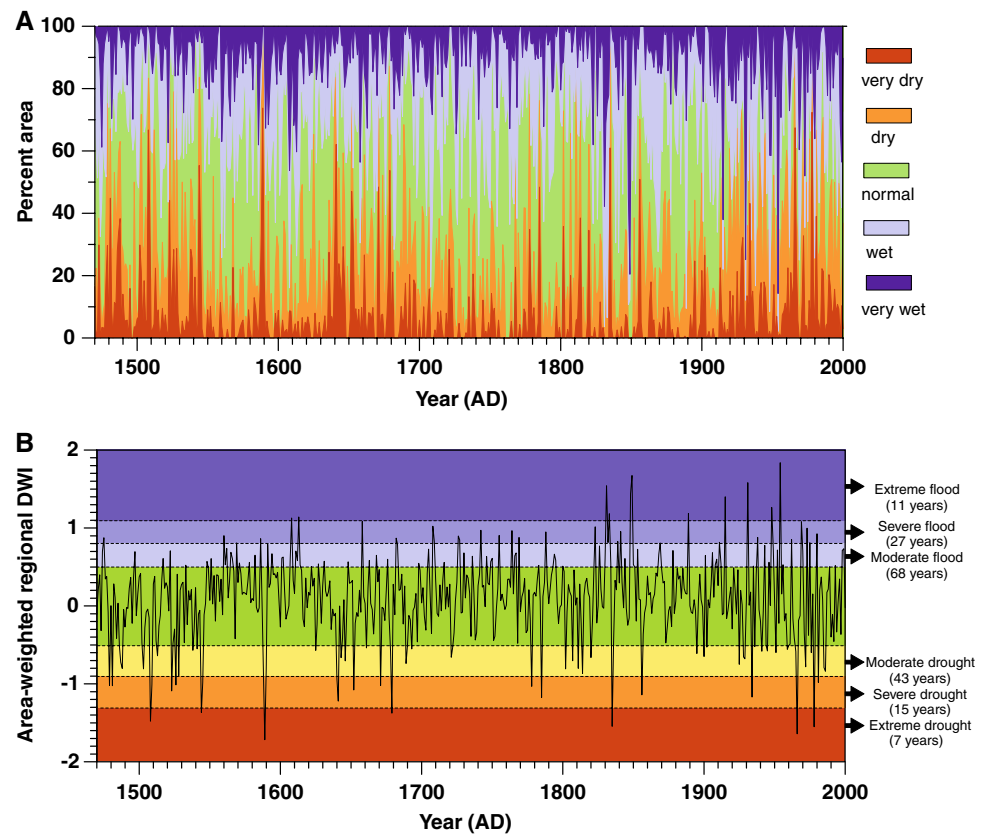 A
100
80
60
40
20
0
Percent area
1500 1600 1700 1800 1900 2000
Year (AD)
very dry
dry
normal
wet
very wet
B
2
1
0
-1
-2
Area-weighted regional DWI
1500 1600 1700 1800 1900 2000
Year (AD)
Extreme flood
(11 years)
Severe flood
(27 years)
Moderate flood
(68 years)
Moderate drought
(43 years)
Severe drought
(15 years)
Extreme drought
(7 years)